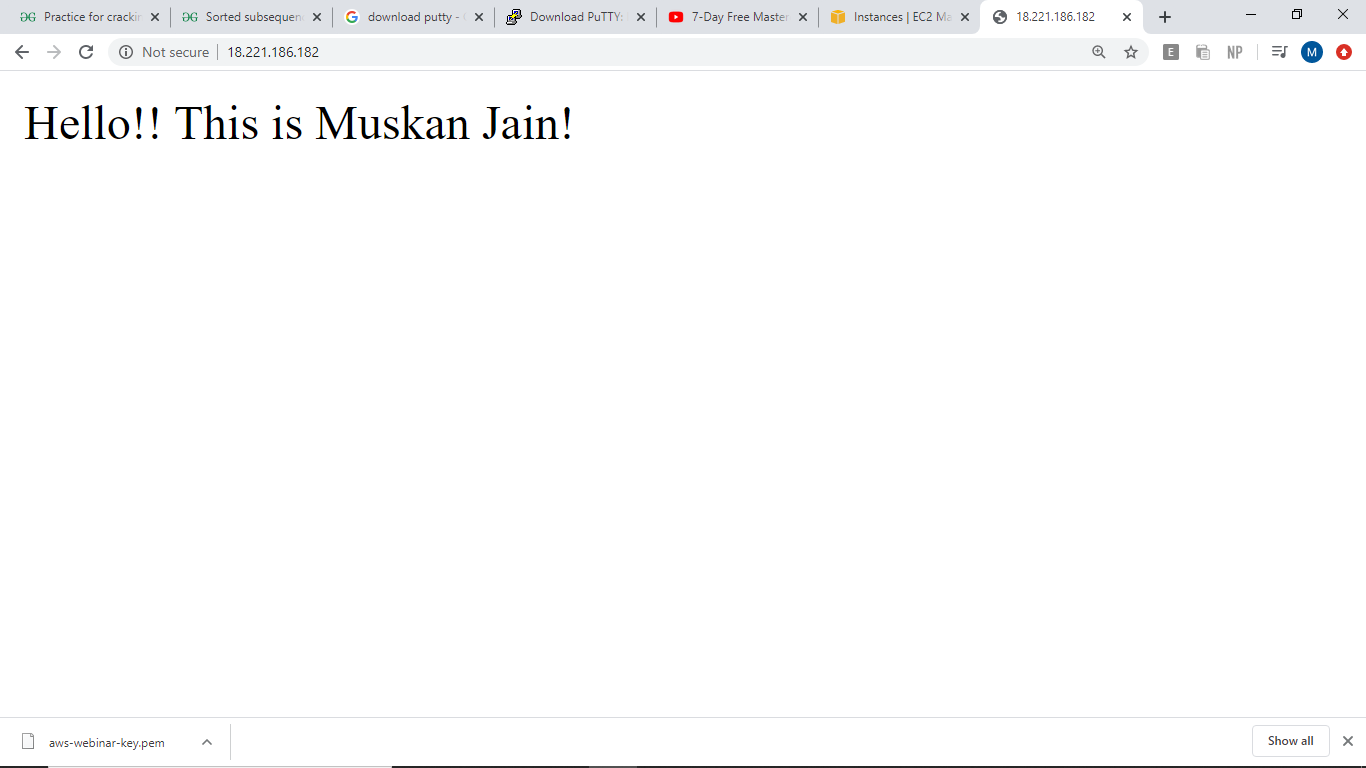 Practice for crackin
Sorted subsequen
download putty -
Download PuTTY:
7-Day Free Master
Instances | EC2 Ma
18.221.186.182
Not secure
18.221.186.182
E
NP
M
Hello!! This is Muskan Jain!
aws-webinar-key.pem
Show all